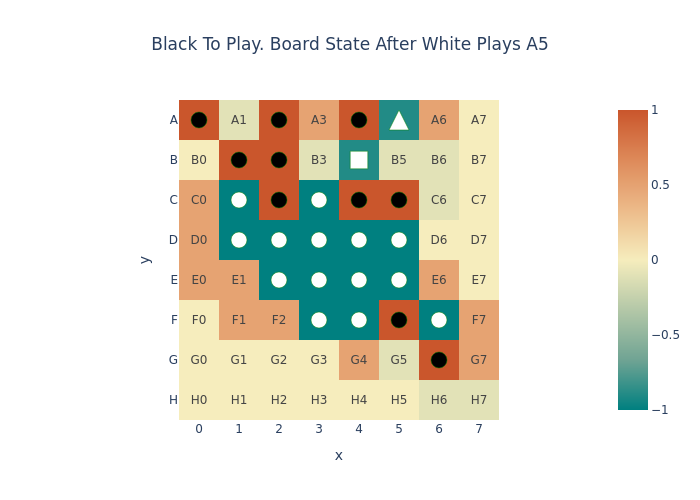 Black To Play. Board State After White Plays A5
A A1 A3 A6 A7 1
B B0 B3 B5 B6 B7
C C0 C6 C7 0.5
D D0 D6 D7
y E E0 E1 E6 E7 0
F F0 F1 F2 F7 −0.5
G G0 G1 G2 G3 G4 G5 G7
H H0 H1 H2 H3 H4 H5 H6 H7 −1
0 1 2 3 4 5 6 7
x